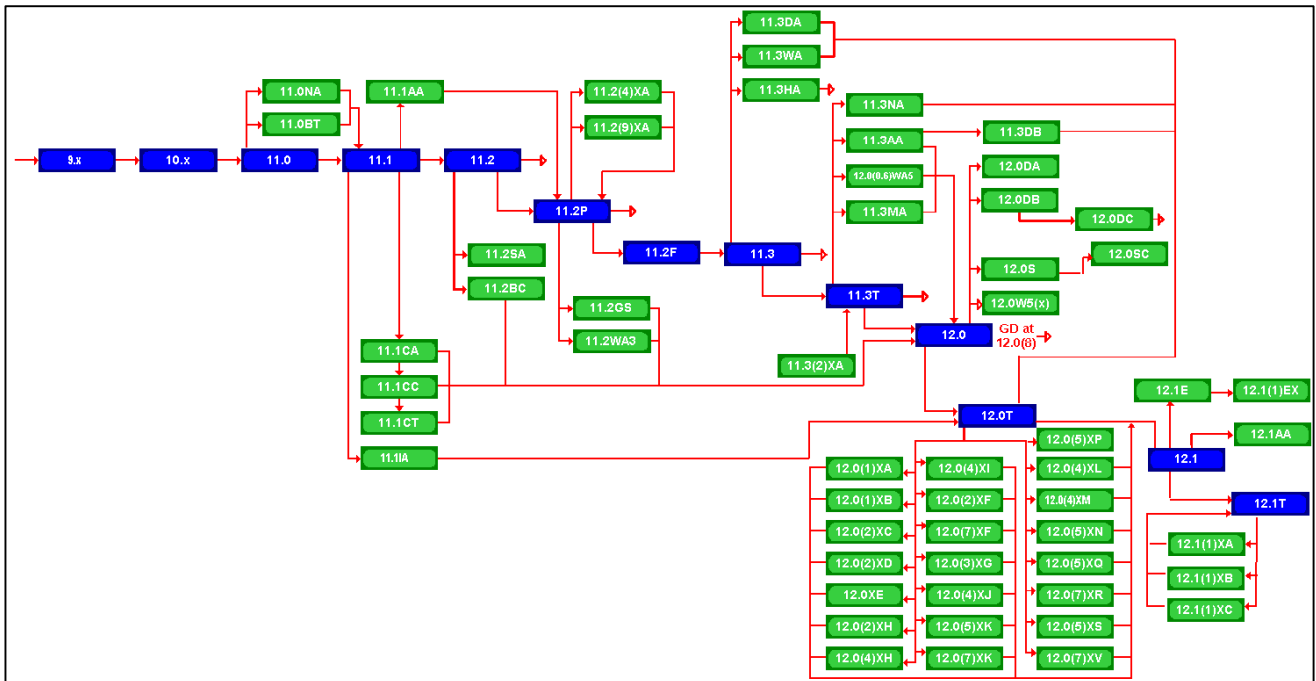 11.3DA
11.3WA
11.3HA
11.0NA
11.0BT
11.1AA
11.2(4)XA
11.2(9)XA
11.3NA
11.3AA
11.3DB
12.0(0.6)WA5
11.3MA
9.x
10.x
11.0
11.1
11.2
11.2P
11.2F
11.3
11.3T
12.0
GD at
12.0(8)
12.0DA
12.0DB
12.0DC
12.0S
12.0SC
12.0W5(x)
11.2SA
11.2BC
11.2GS
11.2WA3
11.3(2)XA
11.1CA
11.1CC
11.1CT
11.1IA
12.0T
12.1E
12.1(1)EX
12.1AA
12.1
12.1T
12.1(1)XA
12.1(1)XB
12.1(1)XC
12.0(1)XA
12.0(1)XB
12.0(2)XC
12.0(2)XD
12.0XE
12.0(2)XH
12.0(4)XH
12.0(4)XI
12.0(2)XF
12.0(7)XF
12.0(3)XG
12.0(4)XJ
12.0(5)XK
12.0(7)XK
12.0(5)XP
12.0(4)XL
12.0(4)XM
12.0(5)XN
12.0(5)XQ
12.0(7)XR
12.0(5)XS
12.0(7)XV